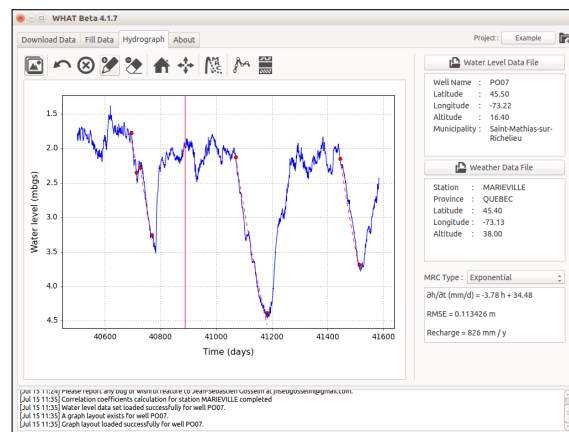 WHAT Beta 4.1.7
Download Data Fill Data Hydrograph About
Project : Example
Water Level Data File
Well Name : PO07
Latitude : 45.50
Longitude : -73.22
Altitude : 16.40
Municipality : Saint-Mathias-sur-
Richelieu
Weather Data File
Station : MARIEVILLE
Province : QUEBEC
Latitude : 45.40
Longitude : -73.13
Altitude : 38.00
MRC Type : Exponential
∂h/∂t (mm/d) = -3.78 h + 34.48
RMSE = 0.113426 m
Recharge = 826 mm / y
Water level (mbgs)
1.5
2.0
2.5
3.0
3.5
4.0
4.5
40600 40800 41000 41200 41400 41600
Time (days)
[Jul 15 11:24] Please report any bug or wishful feature to Jean-Sebastien Gosselin at jnsebgosselin@gmail.com.
[Jul 15 11:35] Correlation coefficients calculation for station MARIEVILLE completed
[Jul 15 11:35] Water level data set loaded successfully for well PO07.
[Jul 15 11:35] A graph layout exists for well PO07.
[Jul 15 11:35] Graph layout loaded successfully for well PO07.